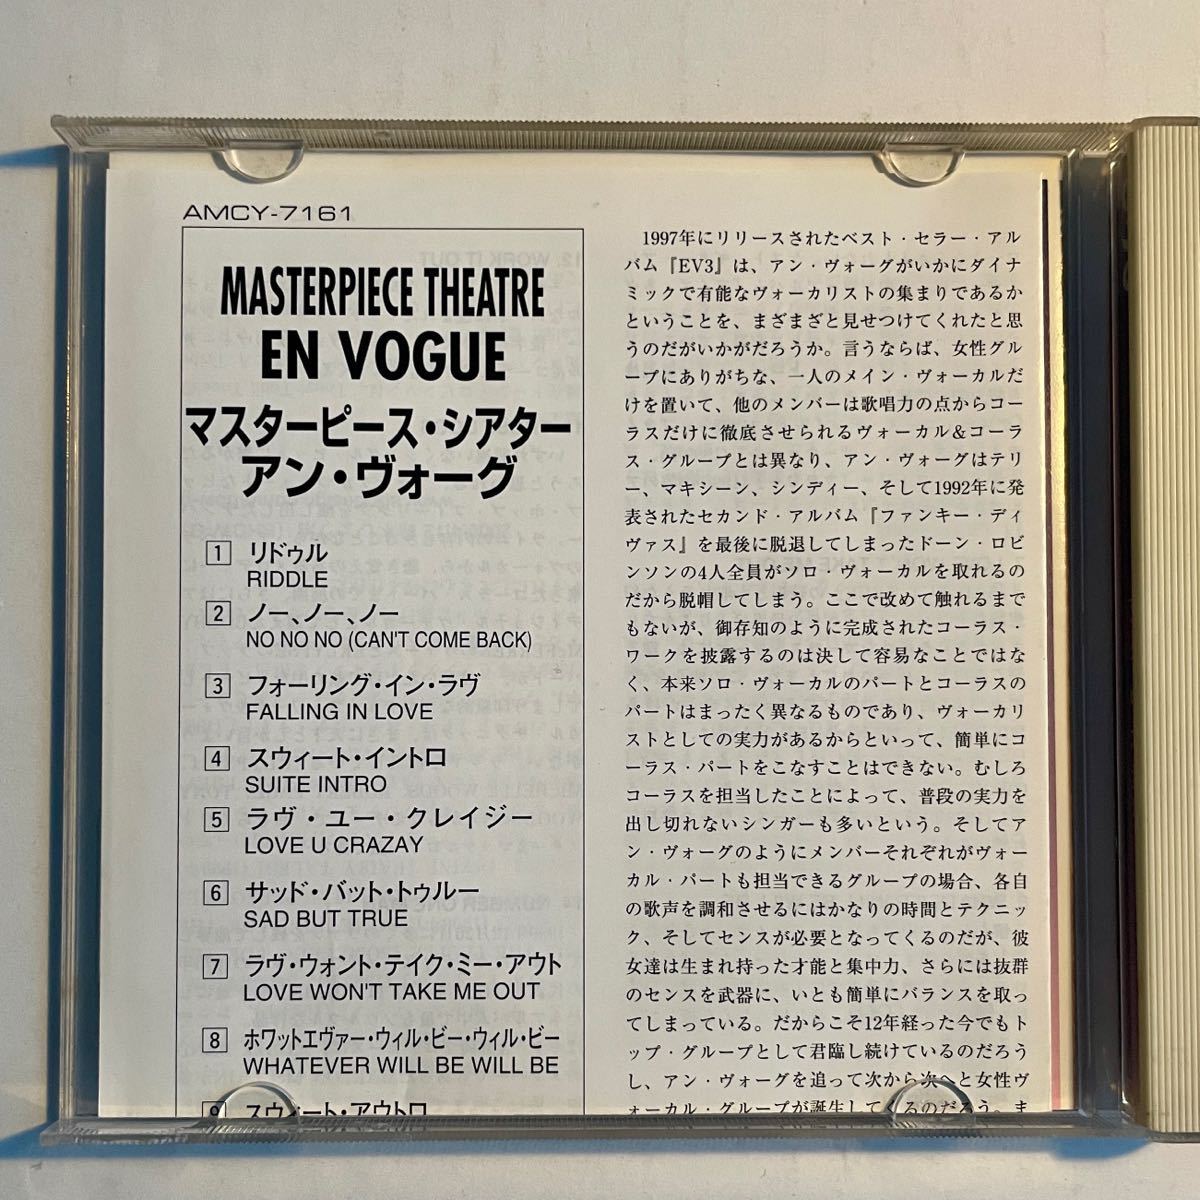 AMCY-7161
MASTERPIECE THEATRE
EN VOGUE
マスターピース・シアター
アン・ヴォーグ
1 リドゥル
RIDDLE
2 ノー、ノー、ノー
NO NO NO (CAN'T COME BACK)
3 フォーリング・イン・ラヴ
FALLING IN LOVE
4 スウィート・イントロ
SUITE INTRO
5 ラヴ・ユー・クレイジー
LOVE U CRAZAY
6 サッド・バット・トゥルー
SAD BUT TRUE
7 ラヴ・ウォント・テイク・ミー・アウト
LOVE WON'T TAKE ME OUT
8 ホワットエヴァー・ウィル・ビー・ウィル・ビー
WHATEVER WILL BE WILL BE
9 スウィート・アウトロ
1997年にリリースされたベスト・セラー・アル
バム『EV3』は、アン・ヴォーグがいかにダイナ
ミックで有能なヴォーカリストの集まりであるか
ということを、まざまざと見せつけてくれたと思
うのだがいかがだろうか。言うならば、女性グル
ープにありがちな、一人のメイン・ヴォーカルだ
けを置いて、他のメンバーは歌唱力の点からコー
ラスだけに徹底させられるヴォーカル&コーラ
ス・グループとは異なり、アン・ヴォーグはテリ
ー、マキシーン、シンディー、そして1992年に発
表されたセカンド・アルバム『ファンキー・ディ
ヴァス』を最後に脱退してしまったドーン・ロビ
ンソンの4人全員がソロ・ヴォーカルを取れるの
だから脱帽してしまう。ここで改めて触れるまで
もないが、御存知のように完成されたコーラス・
ワークを披露するのは決して容易なことではな
く、本来ソロ・ヴォーカルのパートとコーラスの
パートはまったく異なるものであり、ヴォーカリ
ストとしての実力があるからといって、簡単にコ
ーラス・パートをこなすことはできない。むしろ
コーラスを担当したことによって、普段の実力を
出し切れないシンガーも多いという。そしてア
ン・ヴォーグのようにメンバーそれぞれがヴォー
カル・パートも担当できるグループの場合、各自
の歌声を調和させるにはかなりの時間とテクニッ
ク、そしてセンスが必要となってくるのだが、彼
女達は生まれ持った才能と集中力、さらには抜群
のセンスを武器に、いとも簡単にバランスを取っ
てしまっている。だからこそ12年経った今でもト
ップ・グループとして君臨し続けているのだろう
し、アン・ヴォーグを追って次から次へと女性ヴ
ォーカル・グループが誕生してくるのだろう。ま